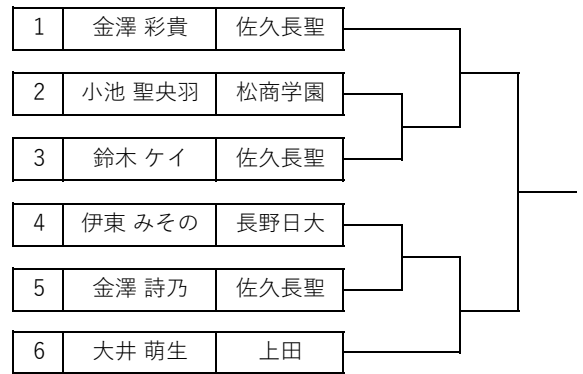 1 金澤 彩貴 佐久長聖
2 小池 聖央羽 松商学園
3 鈴木 ケイ 佐久長聖
4 伊東 みその 長野日大
5 金澤 詩乃 佐久長聖
6 大井 萌生 上田